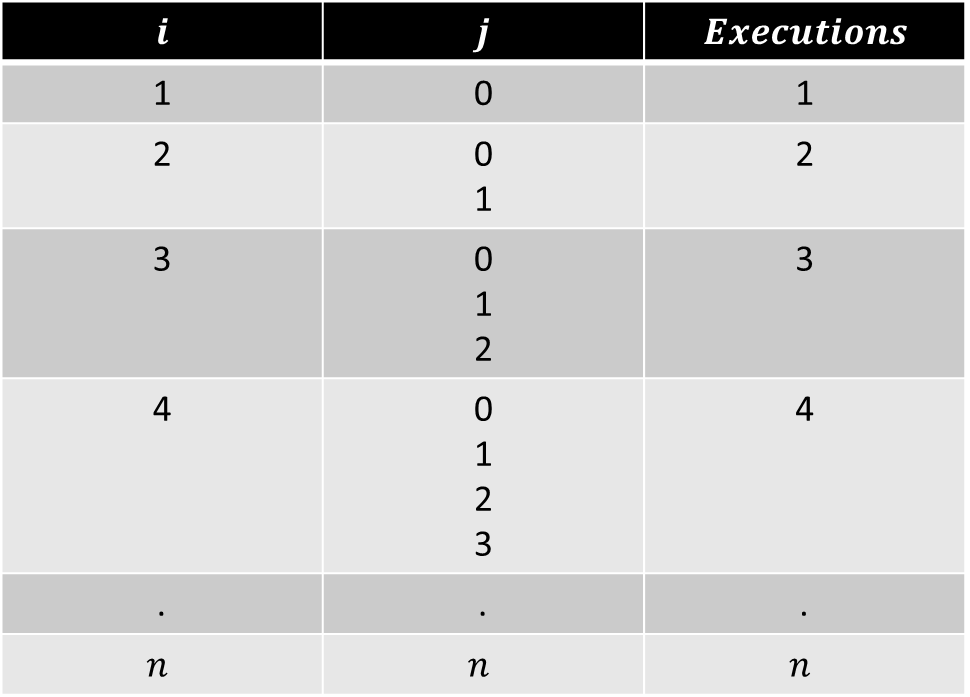 i j Executions
1 0 1
2 0 2
1
3 0 3
1
2
4 0 4
1
2
3
. . .
n n n